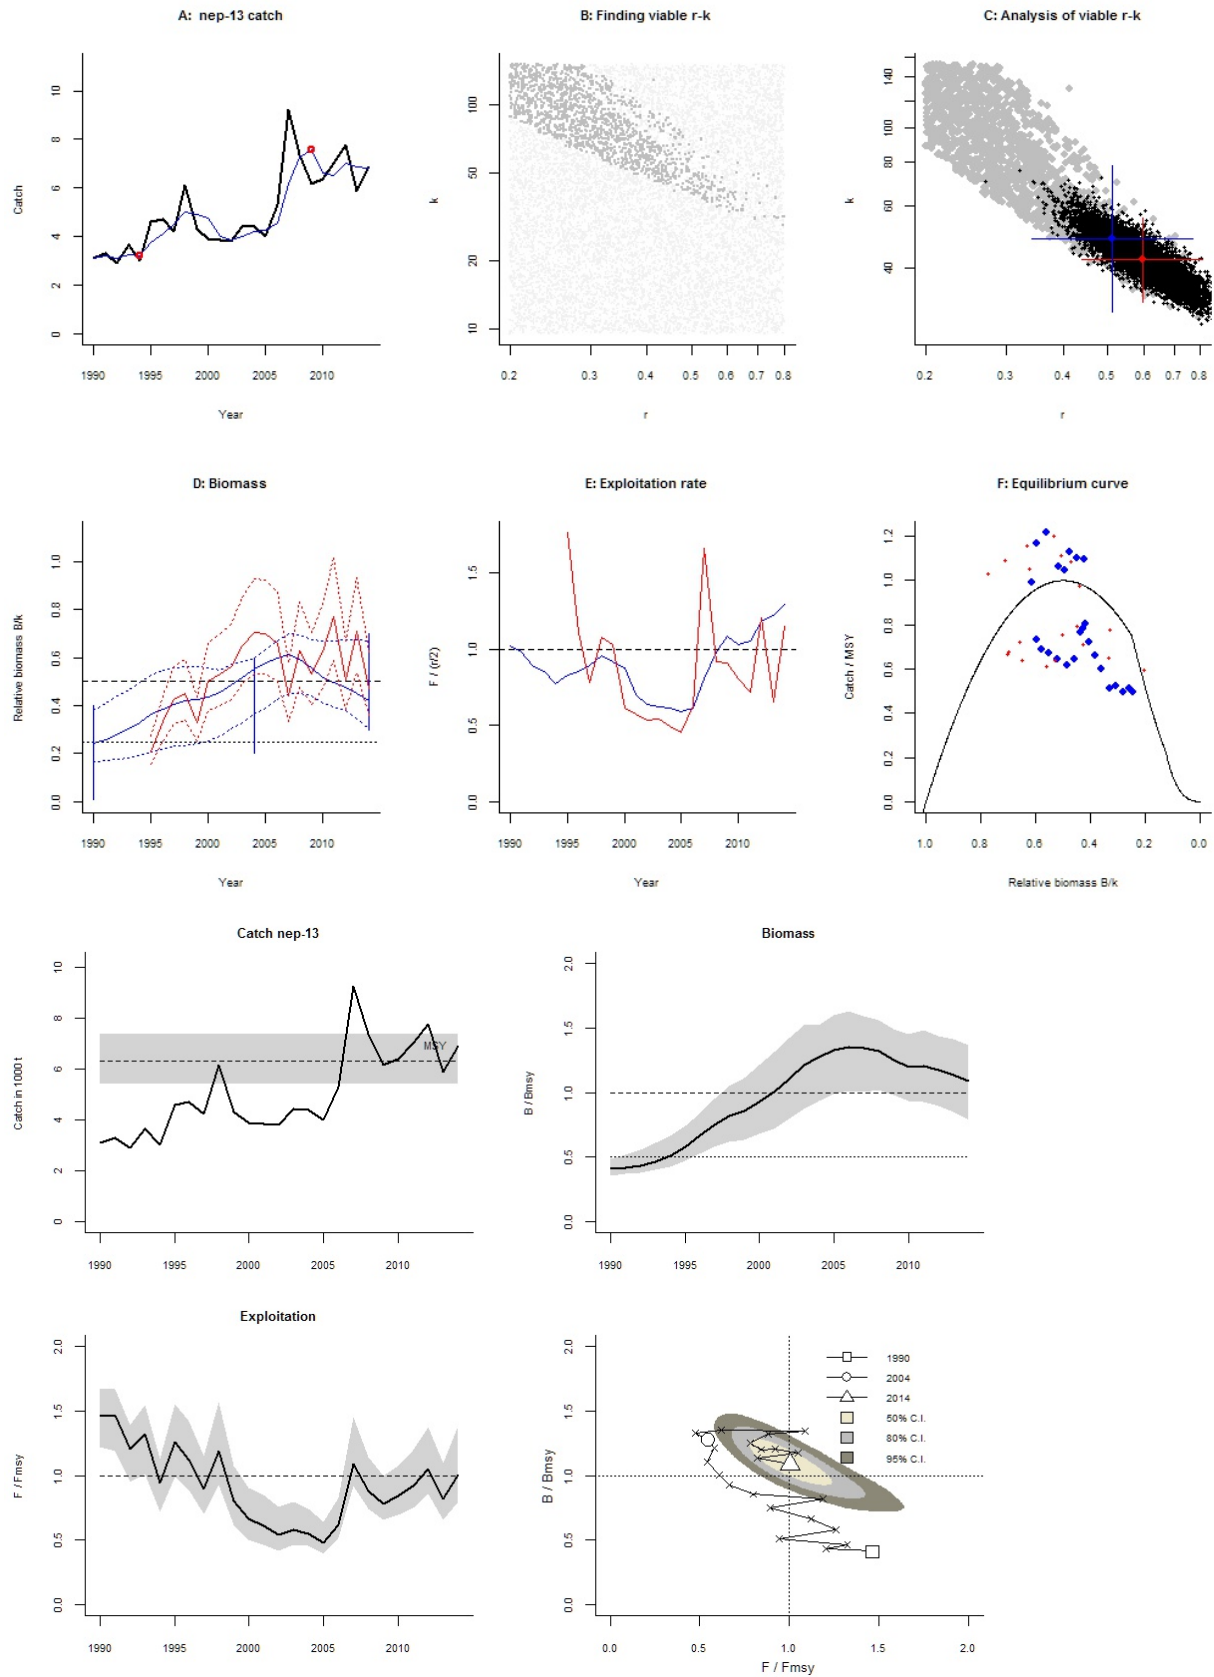 A: nep-13 catch
B: Finding viable r-k
C: Analysis of viable r-k
Catch
0 2 4 6 8 10
1990 1995 2000 2005 2010
Year
k
10 20 50 100
0.2 0.3 0.4 0.5 0.6 0.7 0.8
r
k
40 60 80 100 140
0.2 0.3 0.4 0.5 0.6 0.7 0.8
r
D: Biomass
E: Exploitation rate
F: Equilibrium curve
Relative biomass B/k
0.0 0.2 0.4 0.6 0.8 1.0
1990 1995 2000 2005 2010
Year
F / (r/2)
0.0 0.5 1.0 1.5
1990 1995 2000 2005 2010
Year
Catch / MSY
0.0 0.2 0.4 0.6 0.8 1.0 1.2
1.0 0.8 0.6 0.4 0.2 0.0
Relative biomass B/k
Catch nep-13
Biomass
Catch in 1000 t
0 2 4 6 8 10
MSY
1990 1995 2000 2005 2010
B / Bmsy
0.0 0.5 1.0 1.5 2.0
1990 1995 2000 2005 2010
Exploitation
F / Fmsy
0.0 0.5 1.0 1.5 2.0
1990 1995 2000 2005 2010
B / Bmsy
0.0 0.5 1.0 1.5 2.0
1990
2004
2014
50% C.I.
80% C.I.
95% C.I.
0.0 0.5 1.0 1.5 2.0
F / Fmsy